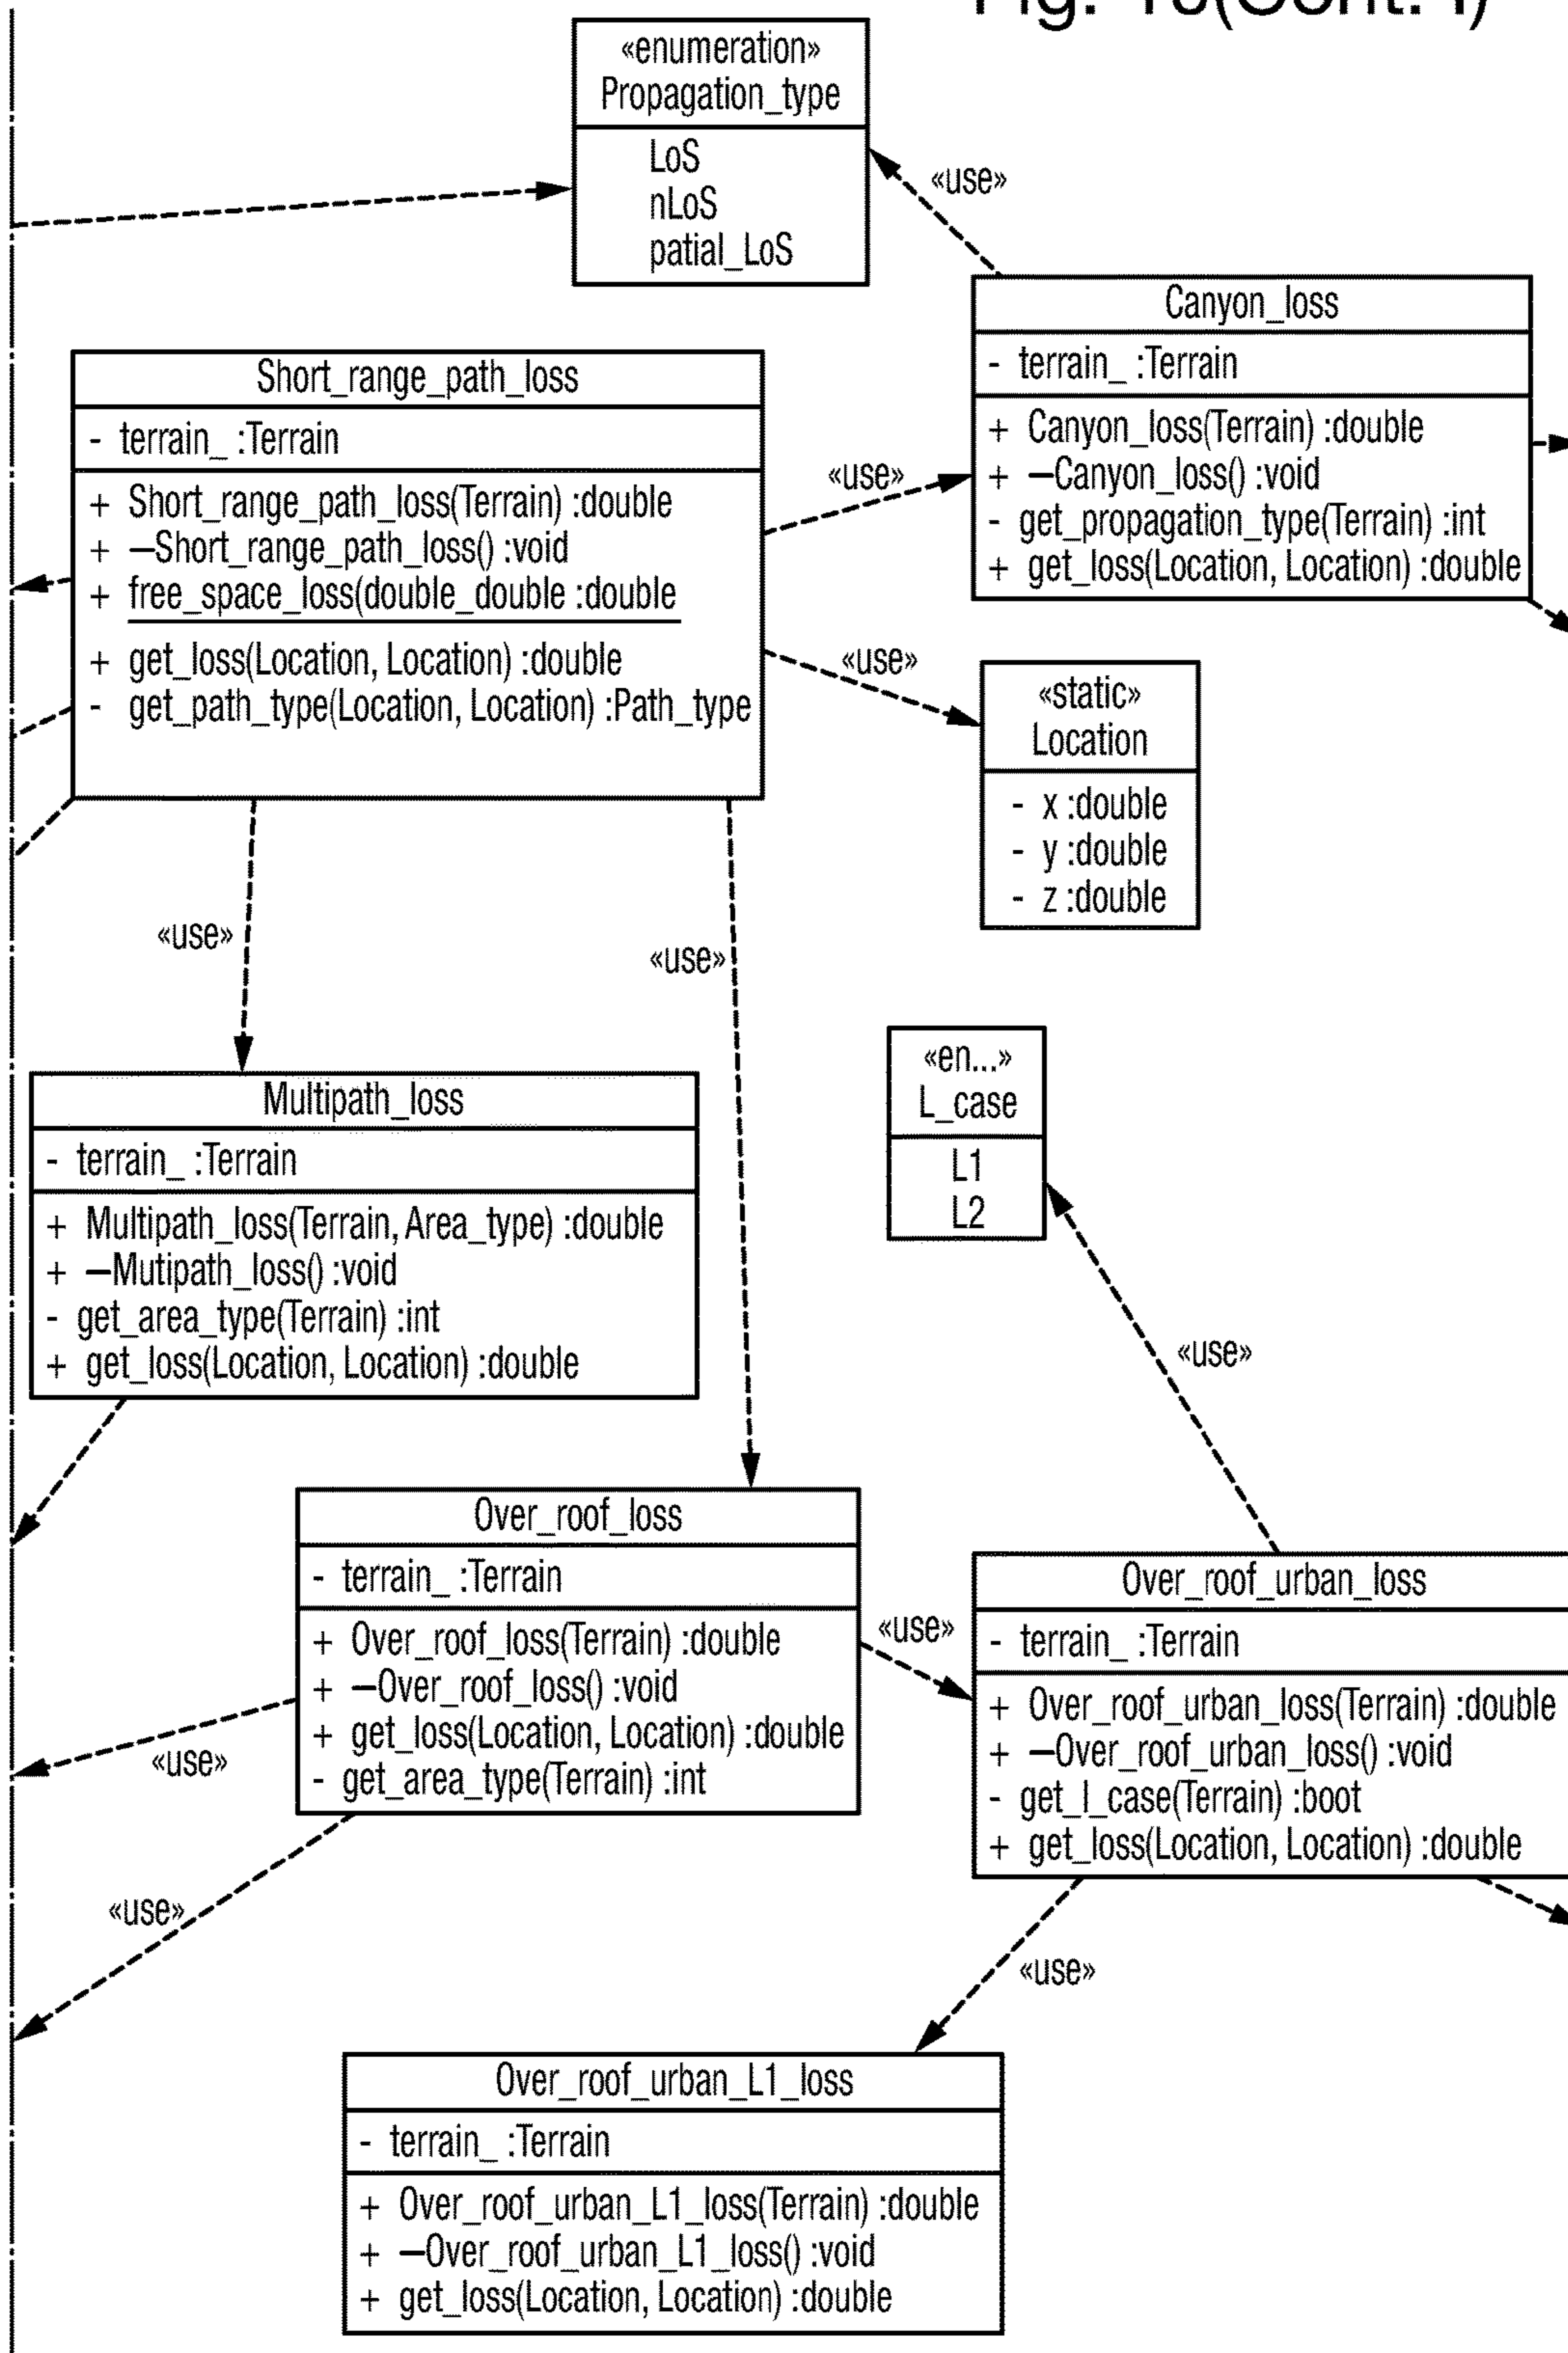 «enumeration»
Propagation_type
LoS
nLoS
patial_LoS
«use»
Canyon_loss
- terrain_ :Terrain
+ Canyon_loss(Terrain) :double
+ –Canyon_loss() :void
- get_propagation_type(Terrain) :int
+ get_loss(Location, Location) :double
Short_range_path_loss
- terrain_ :Terrain
+ Short_range_path_loss(Terrain) :double
+ –Short_range_path_loss() :void
+ free_space_loss(double_double :double
+ get_loss(Location, Location) :double
- get_path_type(Location, Location) :Path_type
«use»
«use»
«static»
Location
- x :double
- y :double
- z :double
«use»
«use»
«en...»
L_case
L1
L2
Multipath_loss
- terrain_ :Terrain
+ Multipath_loss(Terrain, Area_type) :double
+ –Mutipath_loss() :void
- get_area_type(Terrain) :int
+ get_loss(Location, Location) :double
«use»
Over_roof_loss
- terrain_ :Terrain
+ Over_roof_loss(Terrain) :double
+ –Over_roof_loss() :void
+ get_loss(Location, Location) :double
- get_area_type(Terrain) :int
«use»
«use»
«use»
Over_roof_urban_loss
- terrain_ :Terrain
+ Over_roof_urban_loss(Terrain) :double
+ –Over_roof_urban_loss() :void
- get_l_case(Terrain) :boot
+ get_loss(Location, Location) :double
«use»
Over_roof_urban_L1_loss
- terrain_ :Terrain
+ Over_roof_urban_L1_loss(Terrain) :double
+ –Over_roof_urban_L1_loss() :void
+ get_loss(Location, Location) :double